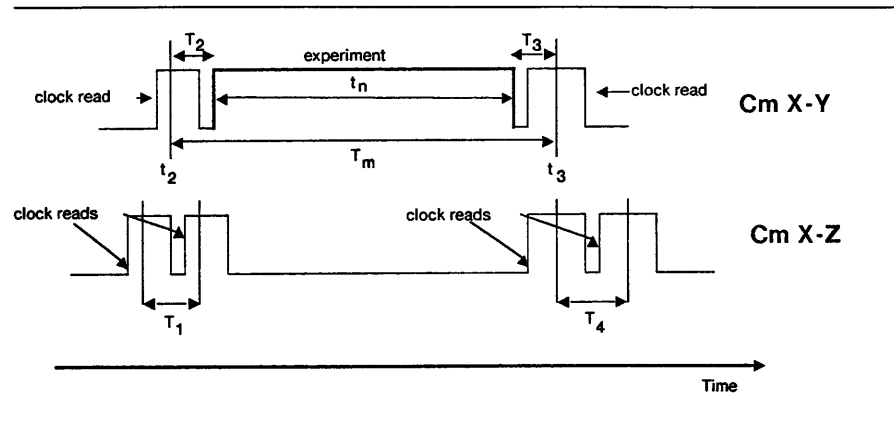 T2
T3
experiment
tn
clock read
clock read
Cm X-Y
Tm
t2
t3
clock reads
clock reads
Cm X-Z
T1
T4
Time